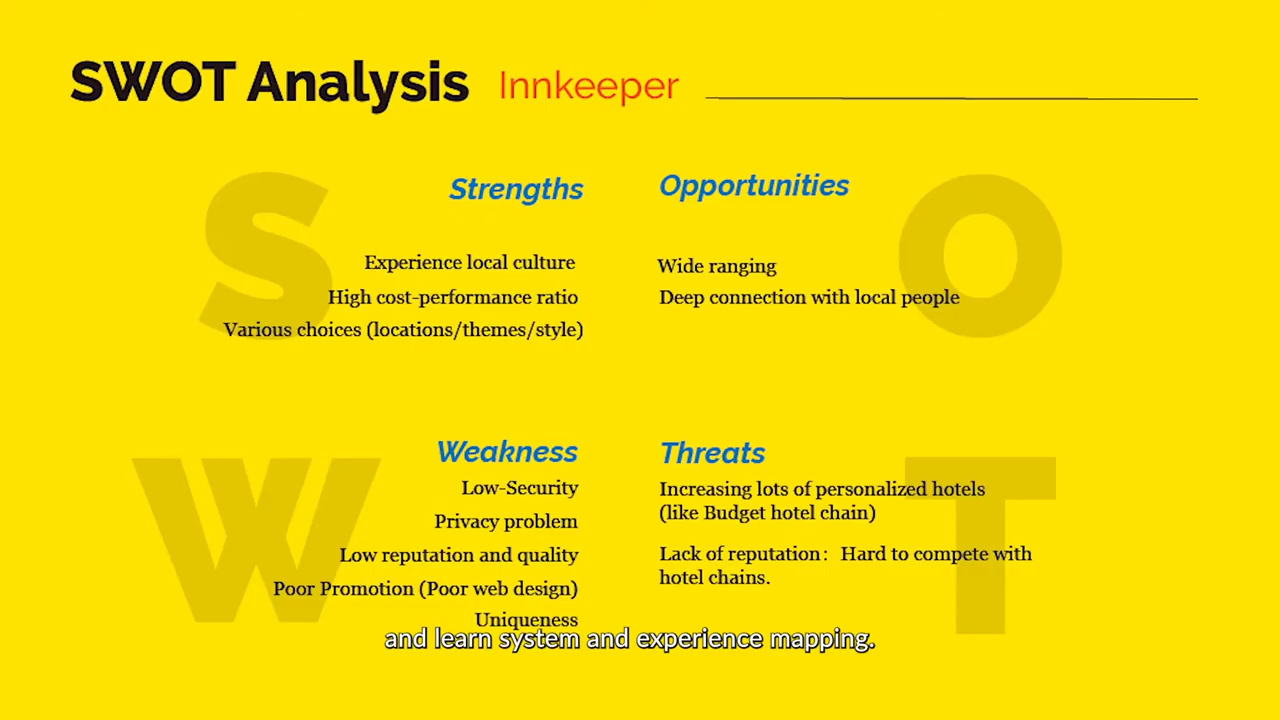 SWOT Analysis Innkeeper
S
Strengths
Experience local culture
High cost-performance ratio
Various choices (locations/themes/style)
Opportunities
O
Wide ranging
Deep connection with local people
W
Weakness
Low-Security
Privacy problem
Low reputation and quality
Poor Promotion (Poor web design)
Uniqueness
Threats
T
Increasing lots of personalized hotels
(like Budget hotel chain)
Lack of reputation: Hard to compete with
hotel chains.
and learn system and experience mapping.